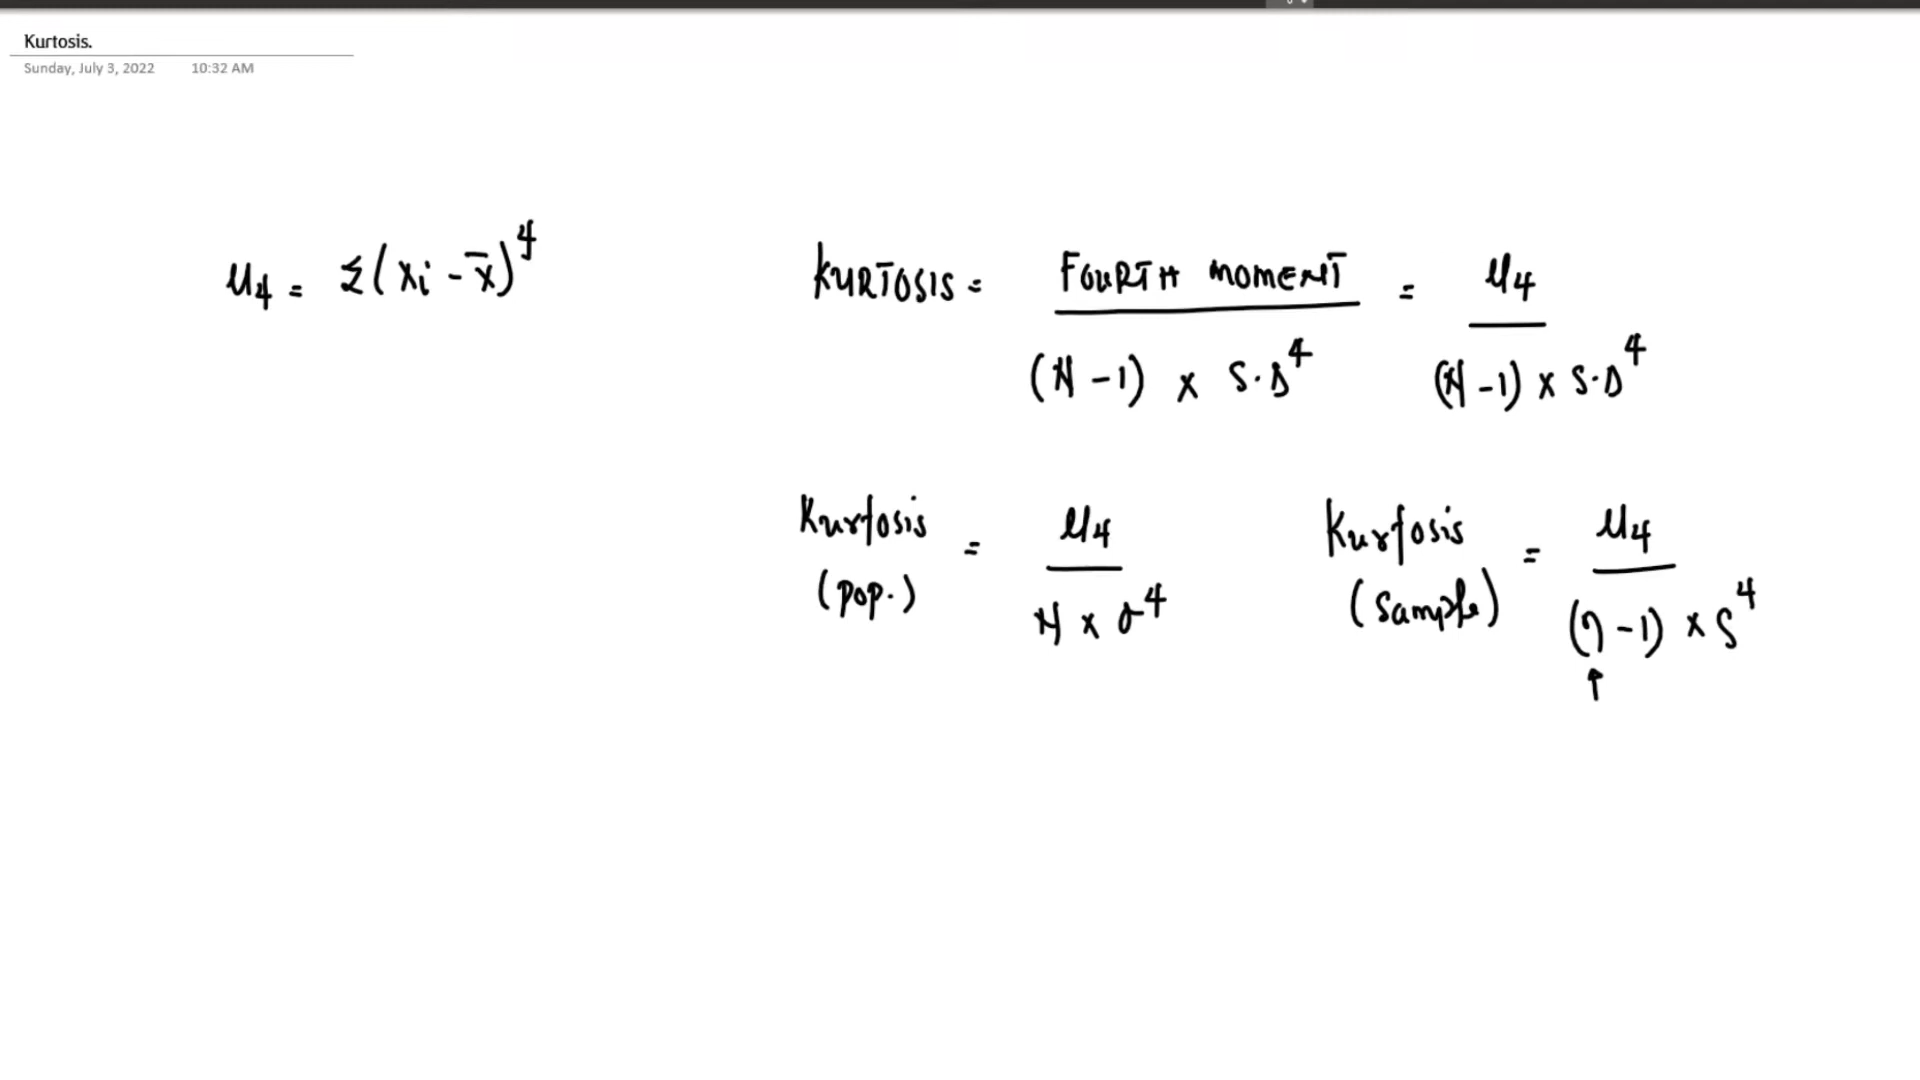 Kurtosis.
Sunday, July 3, 2022 10:32 AM
μ4 = Σ(xi - x̄)^4
KURTOSIS = FOURTH MOMENT / (N - 1) × S.D^4 = μ4 / (N - 1) × S.D^4
Kurtosis (pop.) = μ4 / N × σ^4
Kurtosis (sample) = μ4 / (n - 1) × S^4
↑